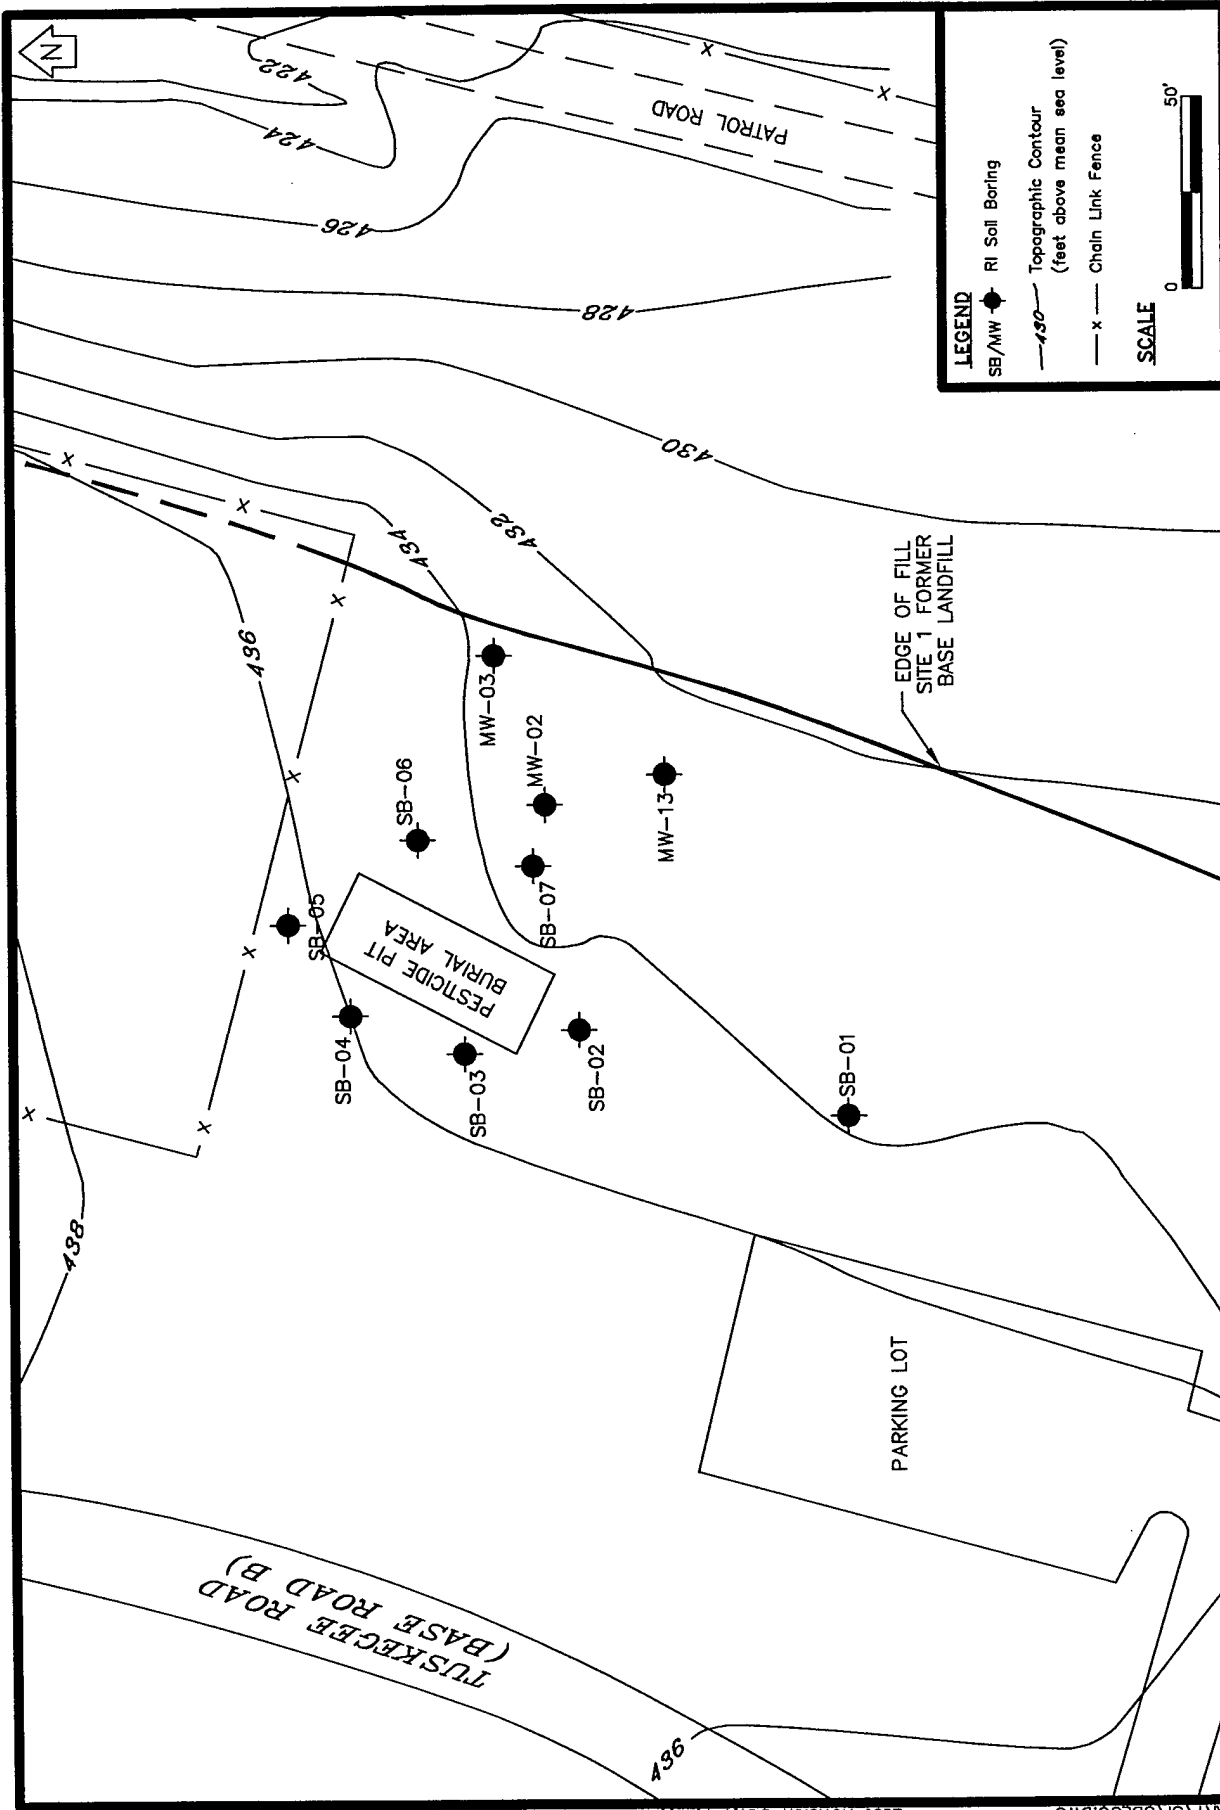 N
422
424
426
428
430
432
434
436
438
436
PATROL ROAD
TUSKEGEE ROAD
(BASE ROAD B)
PARKING LOT
PESTICIDE PIT
BURIAL AREA
SB-01
SB-02
SB-03
SB-04
SB-05
SB-06
SB-07
MW-02
MW-03
MW-13
EDGE OF FILL
SITE 1 FORMER
BASE LANDFILL
X
X
X
X
X
X
X
X
X
LEGEND
SB/MW RI Soil Boring
430 Topographic Contour
(feet above mean sea level)
x Chain Link Fence
SCALE
0 50'